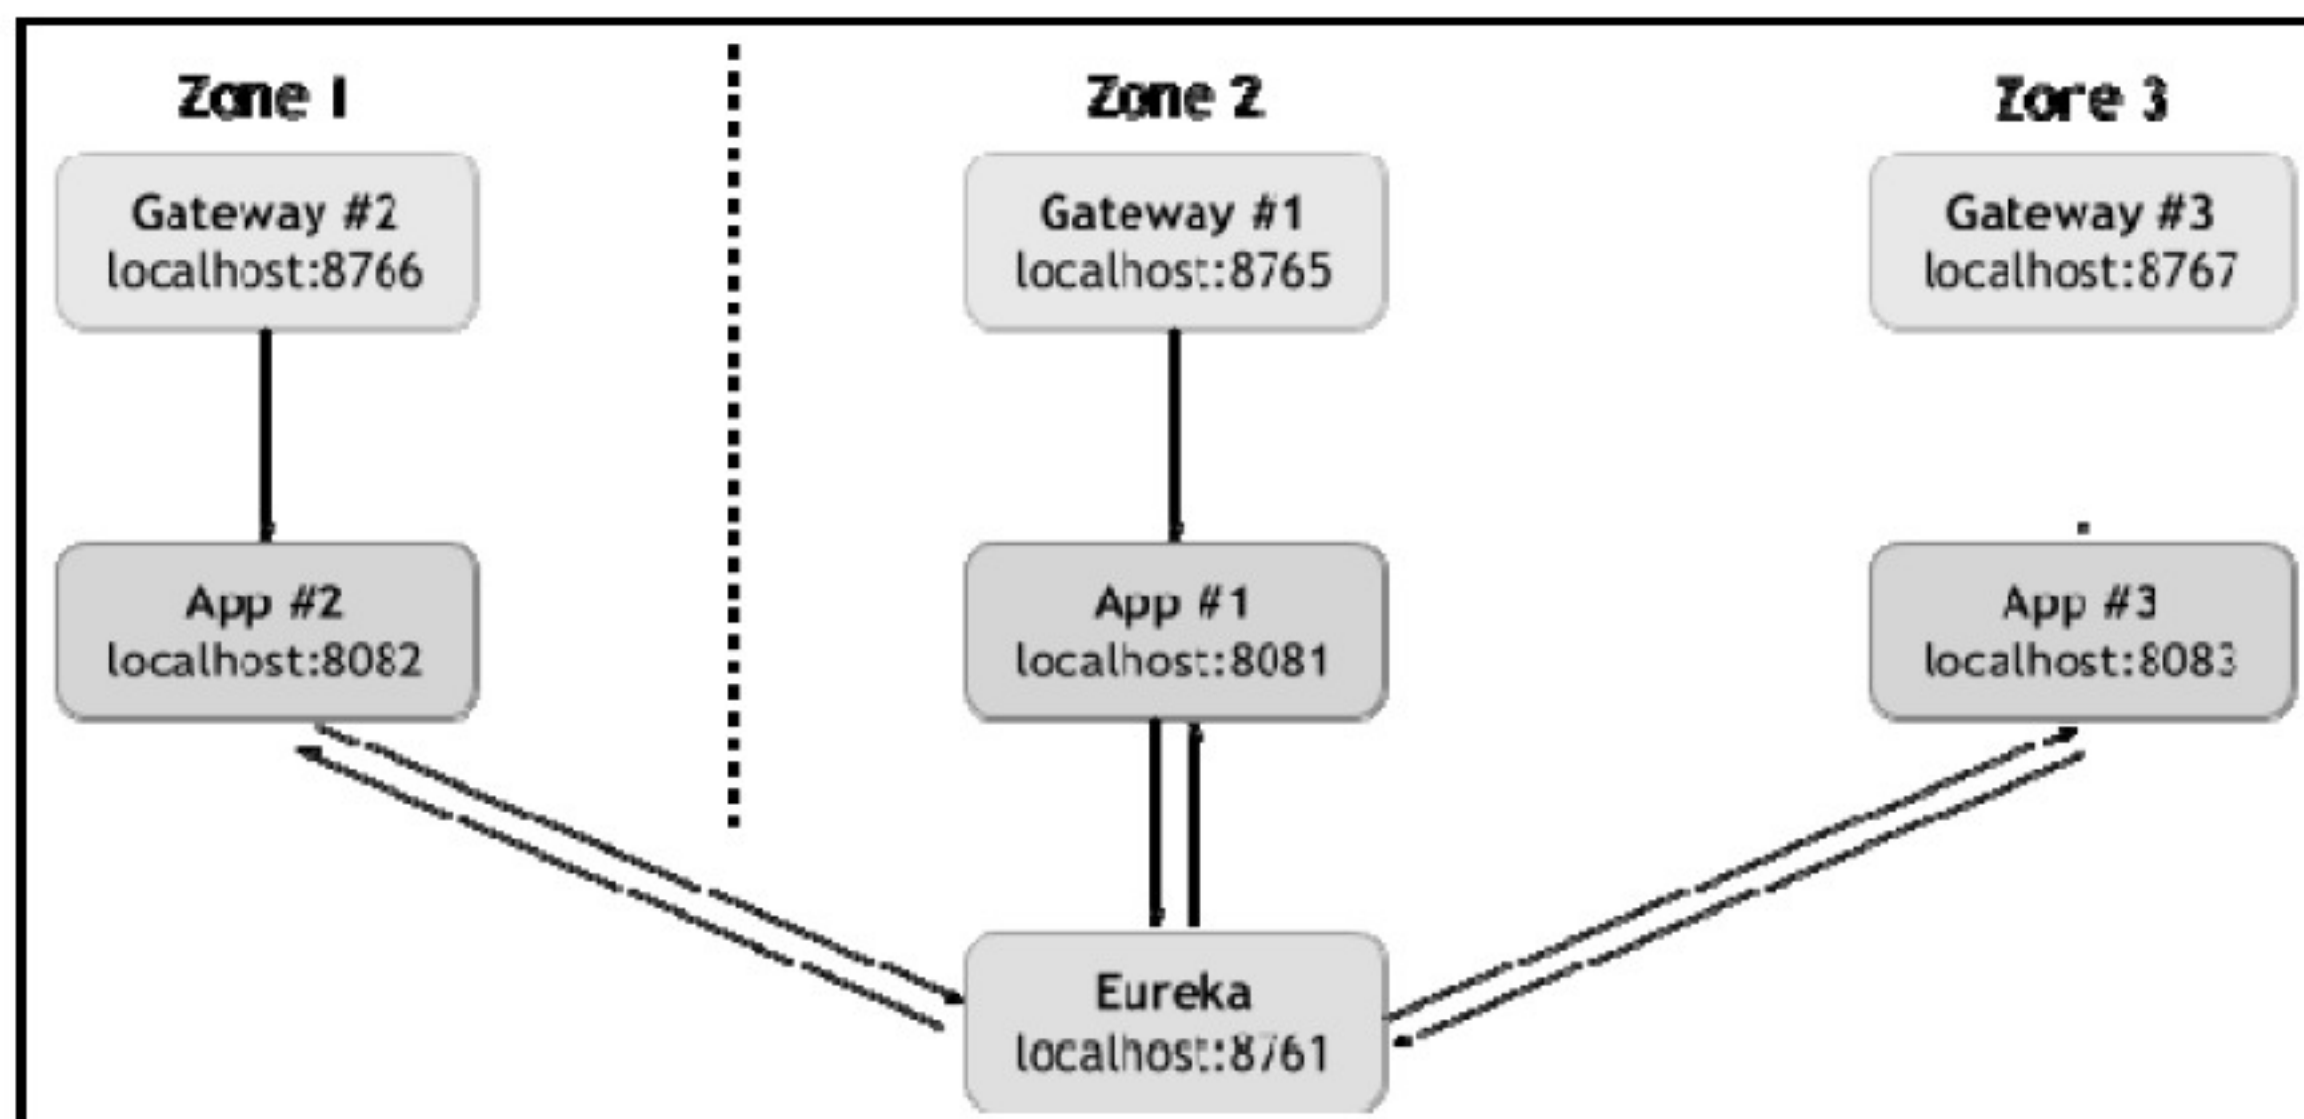 Zone 1
Zone 2
Zore 3
Gateway #2
localhost:8766
Gateway #1
localhost:8765
Gateway #3
localhost:8767
App #2
localhost:8082
App #1
localhost:8081
App #3
localhost:8083
Eureka
localhost:8761